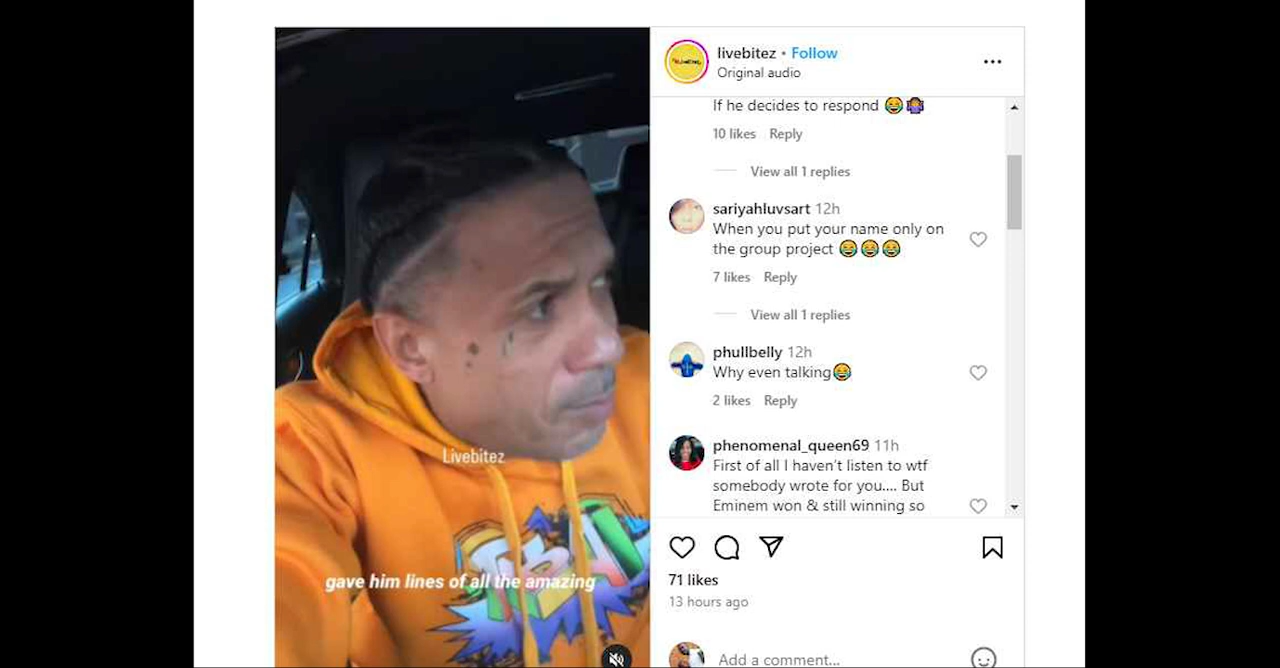 livebitez • Follow
Original audio
If he decides to respond 😂🤷🏽‍♀️
10 likes Reply
View all 1 replies
sariyahluvsart 12h
When you put your name only on
the group project 😂😂😂
7 likes Reply
View all 1 replies
phullbelly 12h
Why even talking😂
2 likes Reply
phenomenal_queen69 11h
First of all I haven't listen to wtf
somebody wrote for you.... But
Eminem won & still winning so
71 likes
13 hours ago
Add a comment...
Livebitez
gave him lines of all the amazing